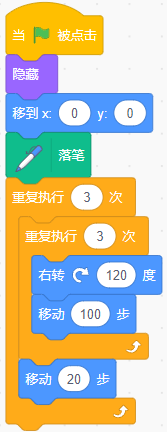 当 被点击
隐藏
移到 x: 0 y: 0
落笔
重复执行 3 次
重复执行 3 次
右转 120 度
移动 100 步
移动 20 步